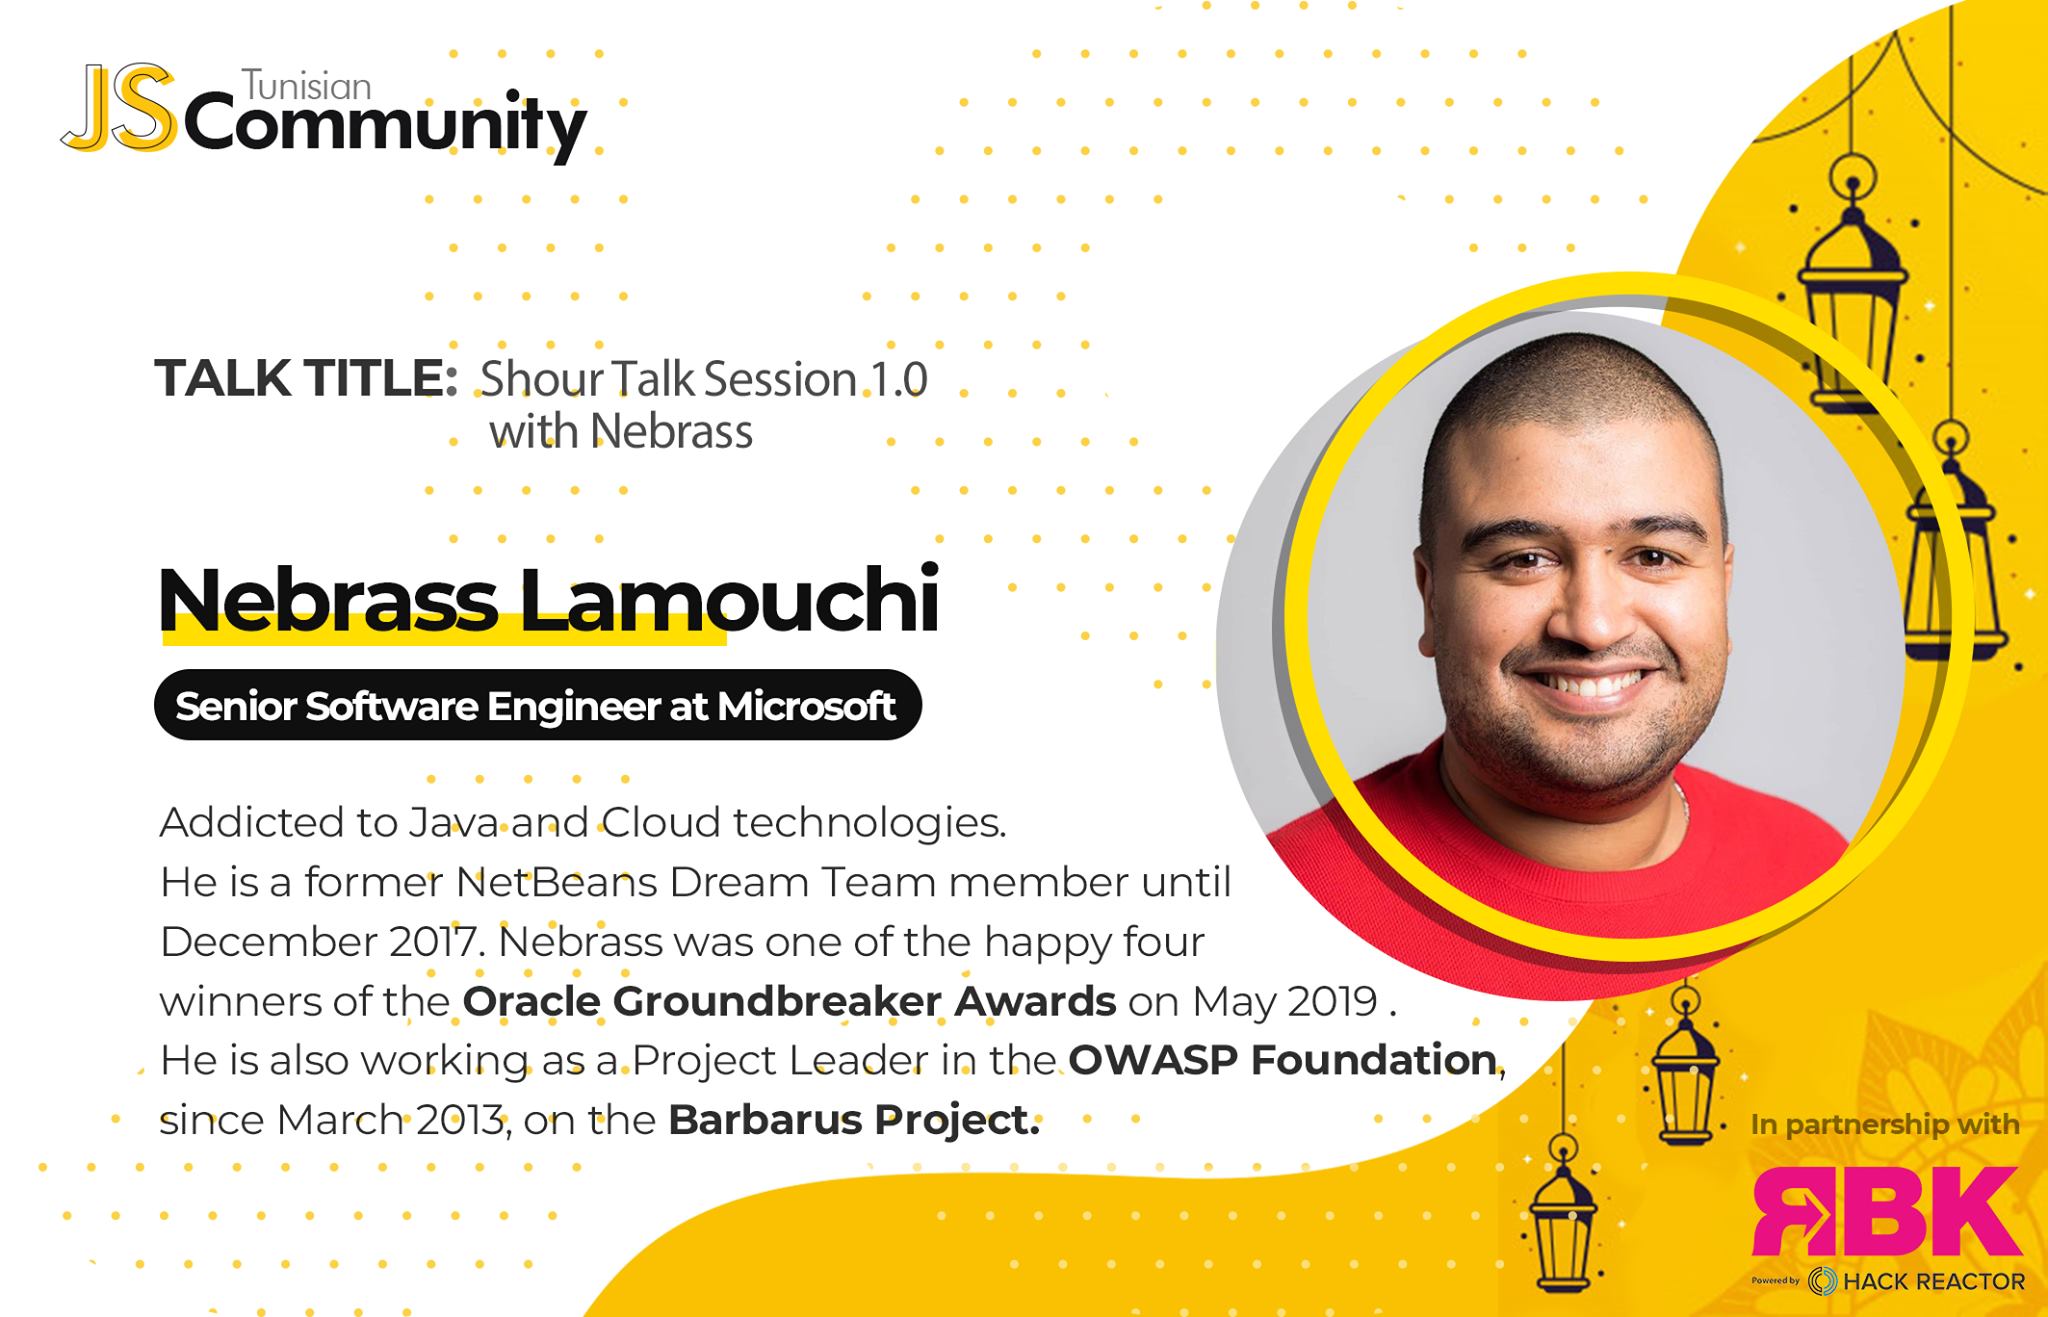 JS Tunisian
Community
TALK TITLE: Shour Talk Session 1.0
with Nebrass
Nebrass Lamouchi
Senior Software Engineer at Microsoft
Addicted to Java and Cloud technologies.
He is a former NetBeans Dream Team member until
December 2017. Nebrass was one of the happy four
winners of the Oracle Groundbreaker Awards on May 2019 .
He is also working as a Project Leader in the OWASP Foundation,
since March 2013, on the Barbarus Project.
In partnership with
RBK
Powered by HACK REACTOR